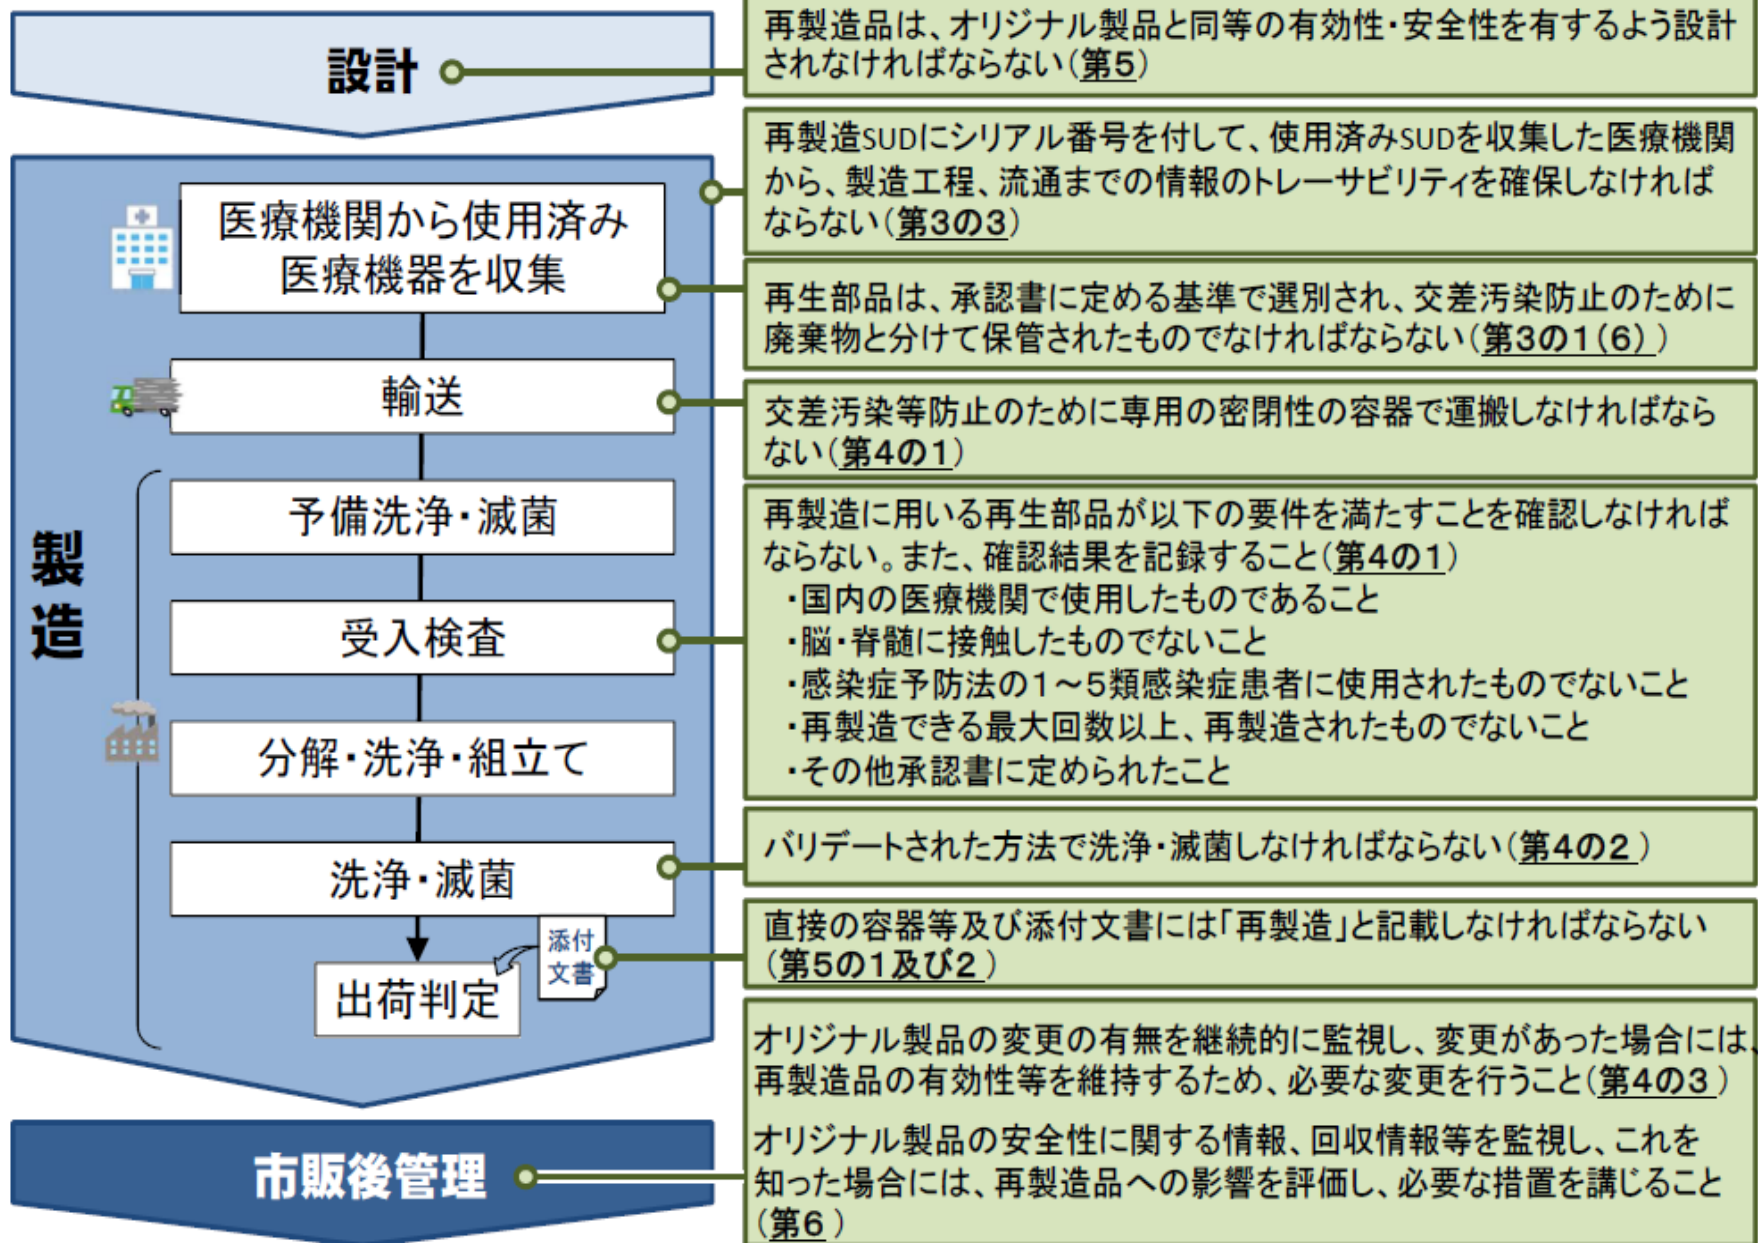 設計
再製造品は、オリジナル製品と同等の有効性・安全性を有するよう設計
されなければならない（第5）
製造
再製造SUDにシリアル番号を付して、使用済みSUDを収集した医療機関
から、製造工程、流通までの情報のトレーサビリティを確保しなければ
ならない（第3の3）
医療機関から使用済み
医療機器を収集
再生部品は、承認書に定める基準で選別され、交差汚染防止のために
廃棄物と分けて保管されたものでなければならない（第3の1(6)）
輸送
交差汚染等防止のために専用の密閉性の容器で運搬しなければなら
ない（第4の1）
予備洗浄・滅菌
受入検査
再製造に用いる再生部品が以下の要件を満たすことを確認しなければ
ならない。また、確認結果を記録すること（第4の1）
・国内の医療機関で使用したものであること
・脳・脊髄に接触したものでないこと
・感染症予防法の1～5類感染症患者に使用されたものでないこと
・再製造できる最大回数以上、再製造されたものでないこと
・その他承認書に定められたこと
分解・洗浄・組立て
洗浄・滅菌
バリデートされた方法で洗浄・滅菌しなければならない（第4の2）
添付
文書
直接の容器等及び添付文書には「再製造」と記載しなければならない
（第5の1及び2）
出荷判定
市販後管理
オリジナル製品の変更の有無を継続的に監視し、変更があった場合には、
再製造品の有効性等を維持するため、必要な変更を行うこと（第4の3）
オリジナル製品の安全性に関する情報、回収情報等を監視し、これを
知った場合には、再製造品への影響を評価し、必要な措置を講じること
（第6）